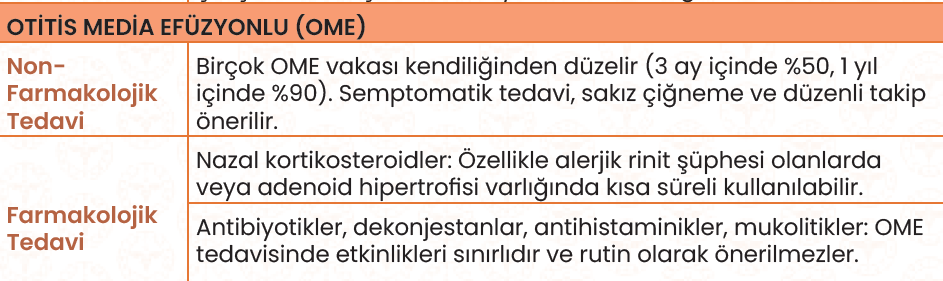 OTİTİS MEDİA EFÜZYONLU (OME)
Non-
Farmakolojik
Tedavi
Birçok OME vakası kendiliğinden düzelir (3 ay içinde %50, 1 yıl
içinde %90). Semptomatik tedavi, sakız çiğneme ve düzenli takip
önerilir.
Farmakolojik
Tedavi
Nazal kortikosteroidler: Özellikle alerjik rinit şüphesi olanlarda
veya adenoid hipertrofisi varlığında kısa süreli kullanılabilir.
Antibiyotikler, dekonjestanlar, antihistaminikler, mukolitikler: OME
tedavisinde etkinlikleri sınırlıdır ve rutin olarak önerilmezler.